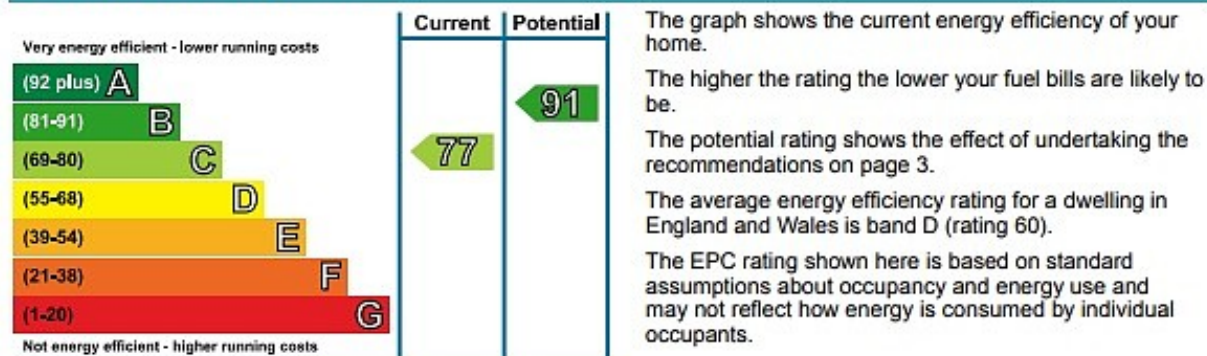 Current Potential
Very energy efficient - lower running costs
(92 plus) A
(81-91) B
(69-80) C
(55-68) D
(39-54) E
(21-38) F
(1-20) G
Not energy efficient - higher running costs
77
91
The graph shows the current energy efficiency of your
home.
The higher the rating the lower your fuel bills are likely to
be.
The potential rating shows the effect of undertaking the
recommendations on page 3.
The average energy efficiency rating for a dwelling in
England and Wales is band D (rating 60).
The EPC rating shown here is based on standard
assumptions about occupancy and energy use and
may not reflect how energy is consumed by individual
occupants.